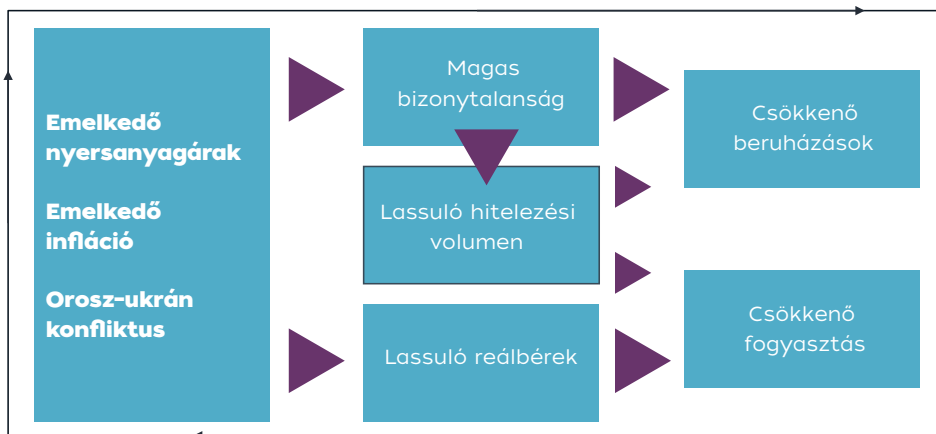 Emelkedő
nyersanyagárak
Emelkedő
infláció
Orosz-ukrán
konfliktus
Magas
bizonytalanság
Lassuló hitelezési
volumen
Lassuló reálbérek
Csökkenő
beruházások
Csökkenő
fogyasztás